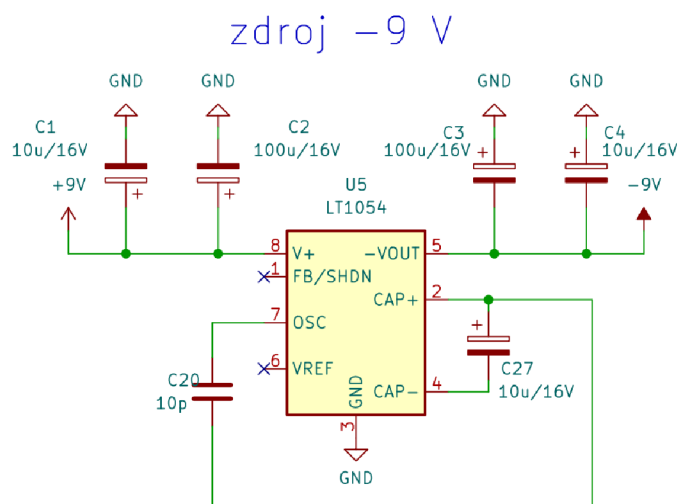 zdroj -9 V
GND
GND
GND
GND
C1
10u/16V
C2
100u/16V
C3
100u/16V
C4
10u/16V
+
+
+
+
+9V
-9V
U5
LT1054
8
V+
-VOUT
5
1
FB/SHDN
CAP+
2
7
OSC
+
6
VREF
C27
10u/16V
C20
10p
CAP-
4
GND
3
GND